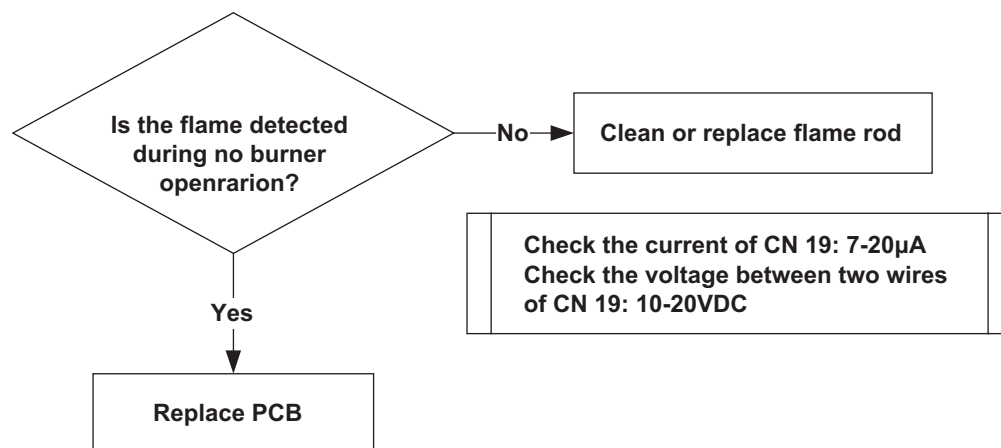 Is the flame detected
during no burner
openrarion?
No
Clean or replace flame rod
Check the current of CN 19: 7-20µA
Check the voltage between two wires
of CN 19: 10-20VDC
Yes
Replace PCB